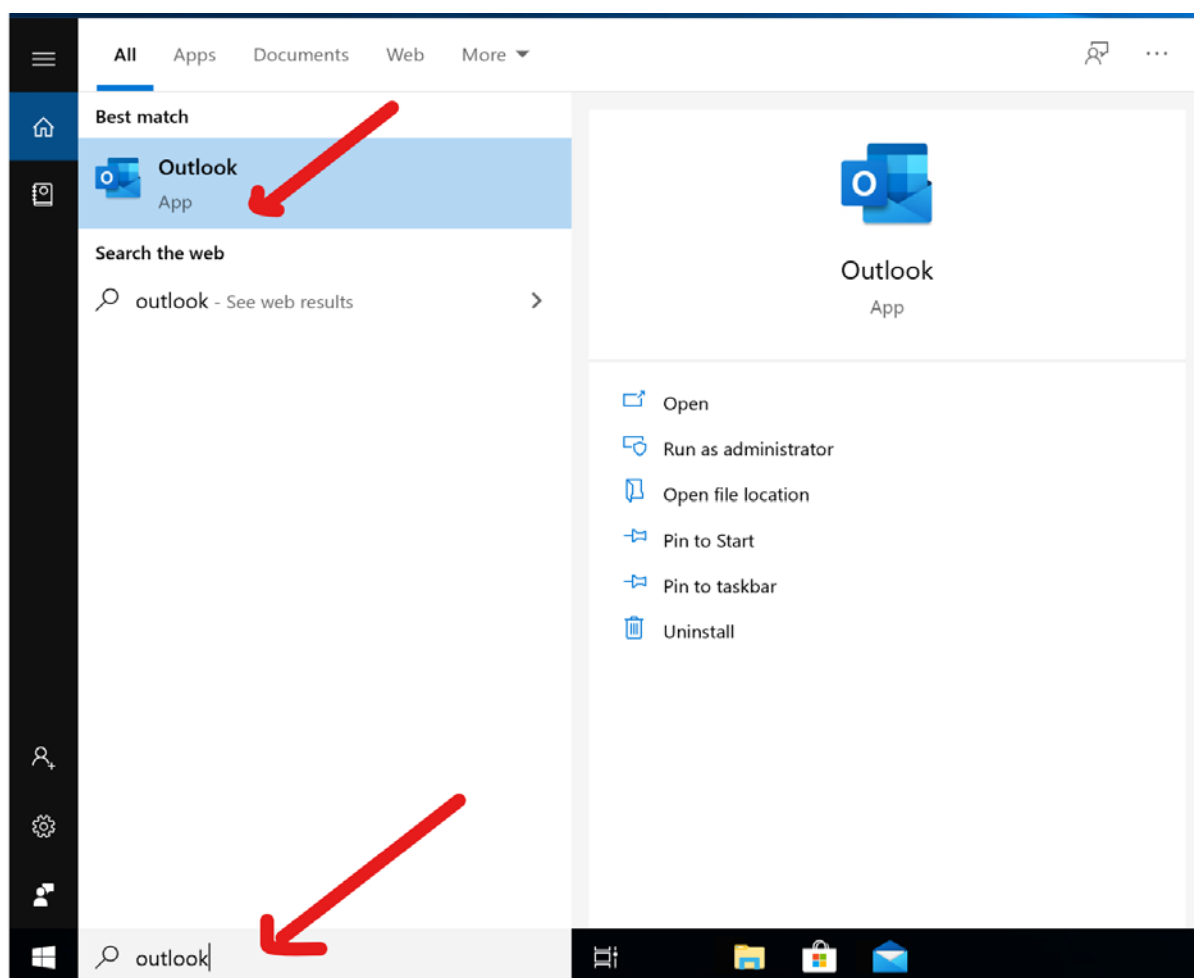 All Apps Documents Web More
Best match
Outlook
App
Search the web
outlook - See web results
Outlook
App
Open
Run as administrator
Open file location
Pin to Start
Pin to taskbar
Uninstall
outlook